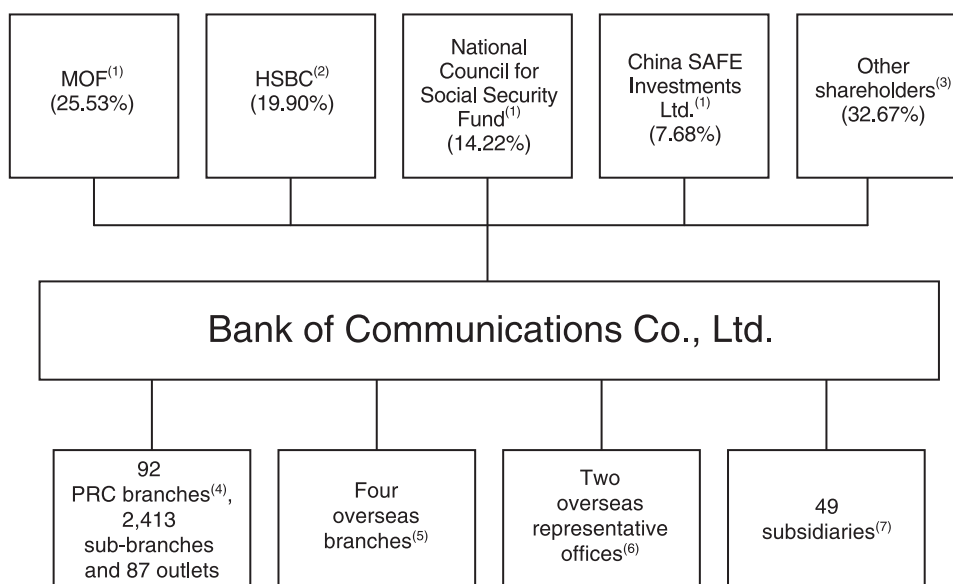 MOF(1)
(25.53%)
HSBC(2)
(19.90%)
National
Council for
Social Security
Fund(1)
(14.22%)
China SAFE
Investments
Ltd.(1)
(7.68%)
Other
shareholders(3)
(32.67%)
Bank of Communications Co., Ltd.
92
PRC branches(4),
2,413
sub-branches
and 87 outlets
Four
overseas
branches(5)
Two
overseas
representative
offices(6)
49
subsidiaries(7)